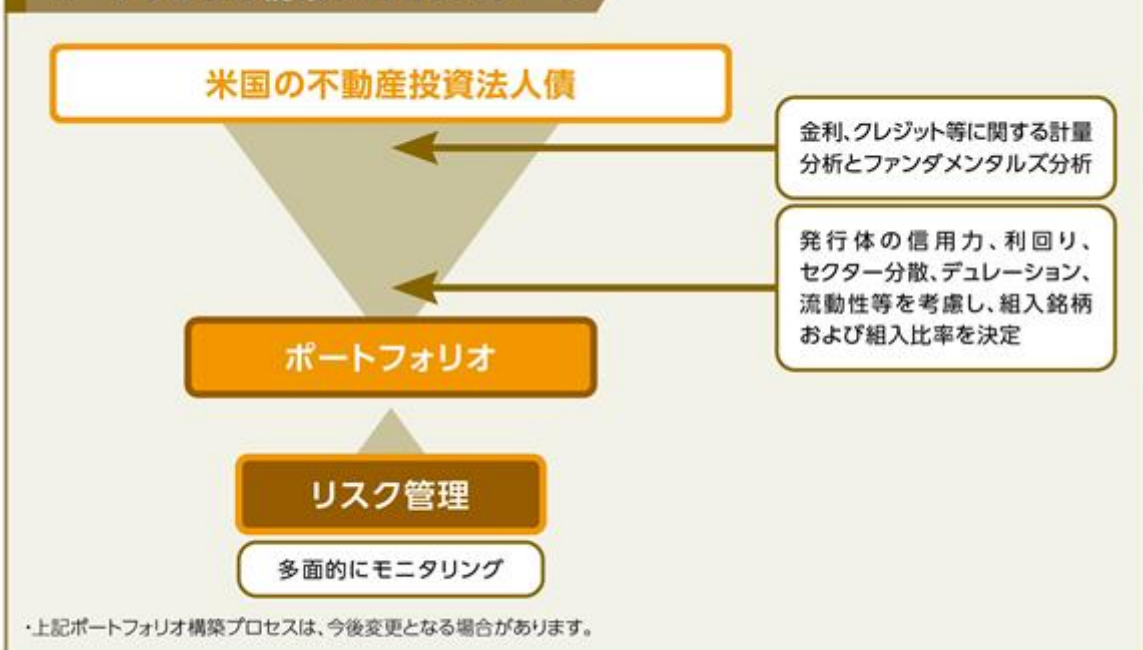 米国の不動産投資法人債
金利、クレジット等に関する計量
分析とファンダメンタルズ分析
発行体の信用力、利回り、
セクター分散、デュレーション、
流動性等を考慮し、組入銘柄
および組入比率を決定
ポートフォリオ
リスク管理
多面的にモニタリング
・上記ポートフォリオ構築プロセスは、今後変更となる場合があります。